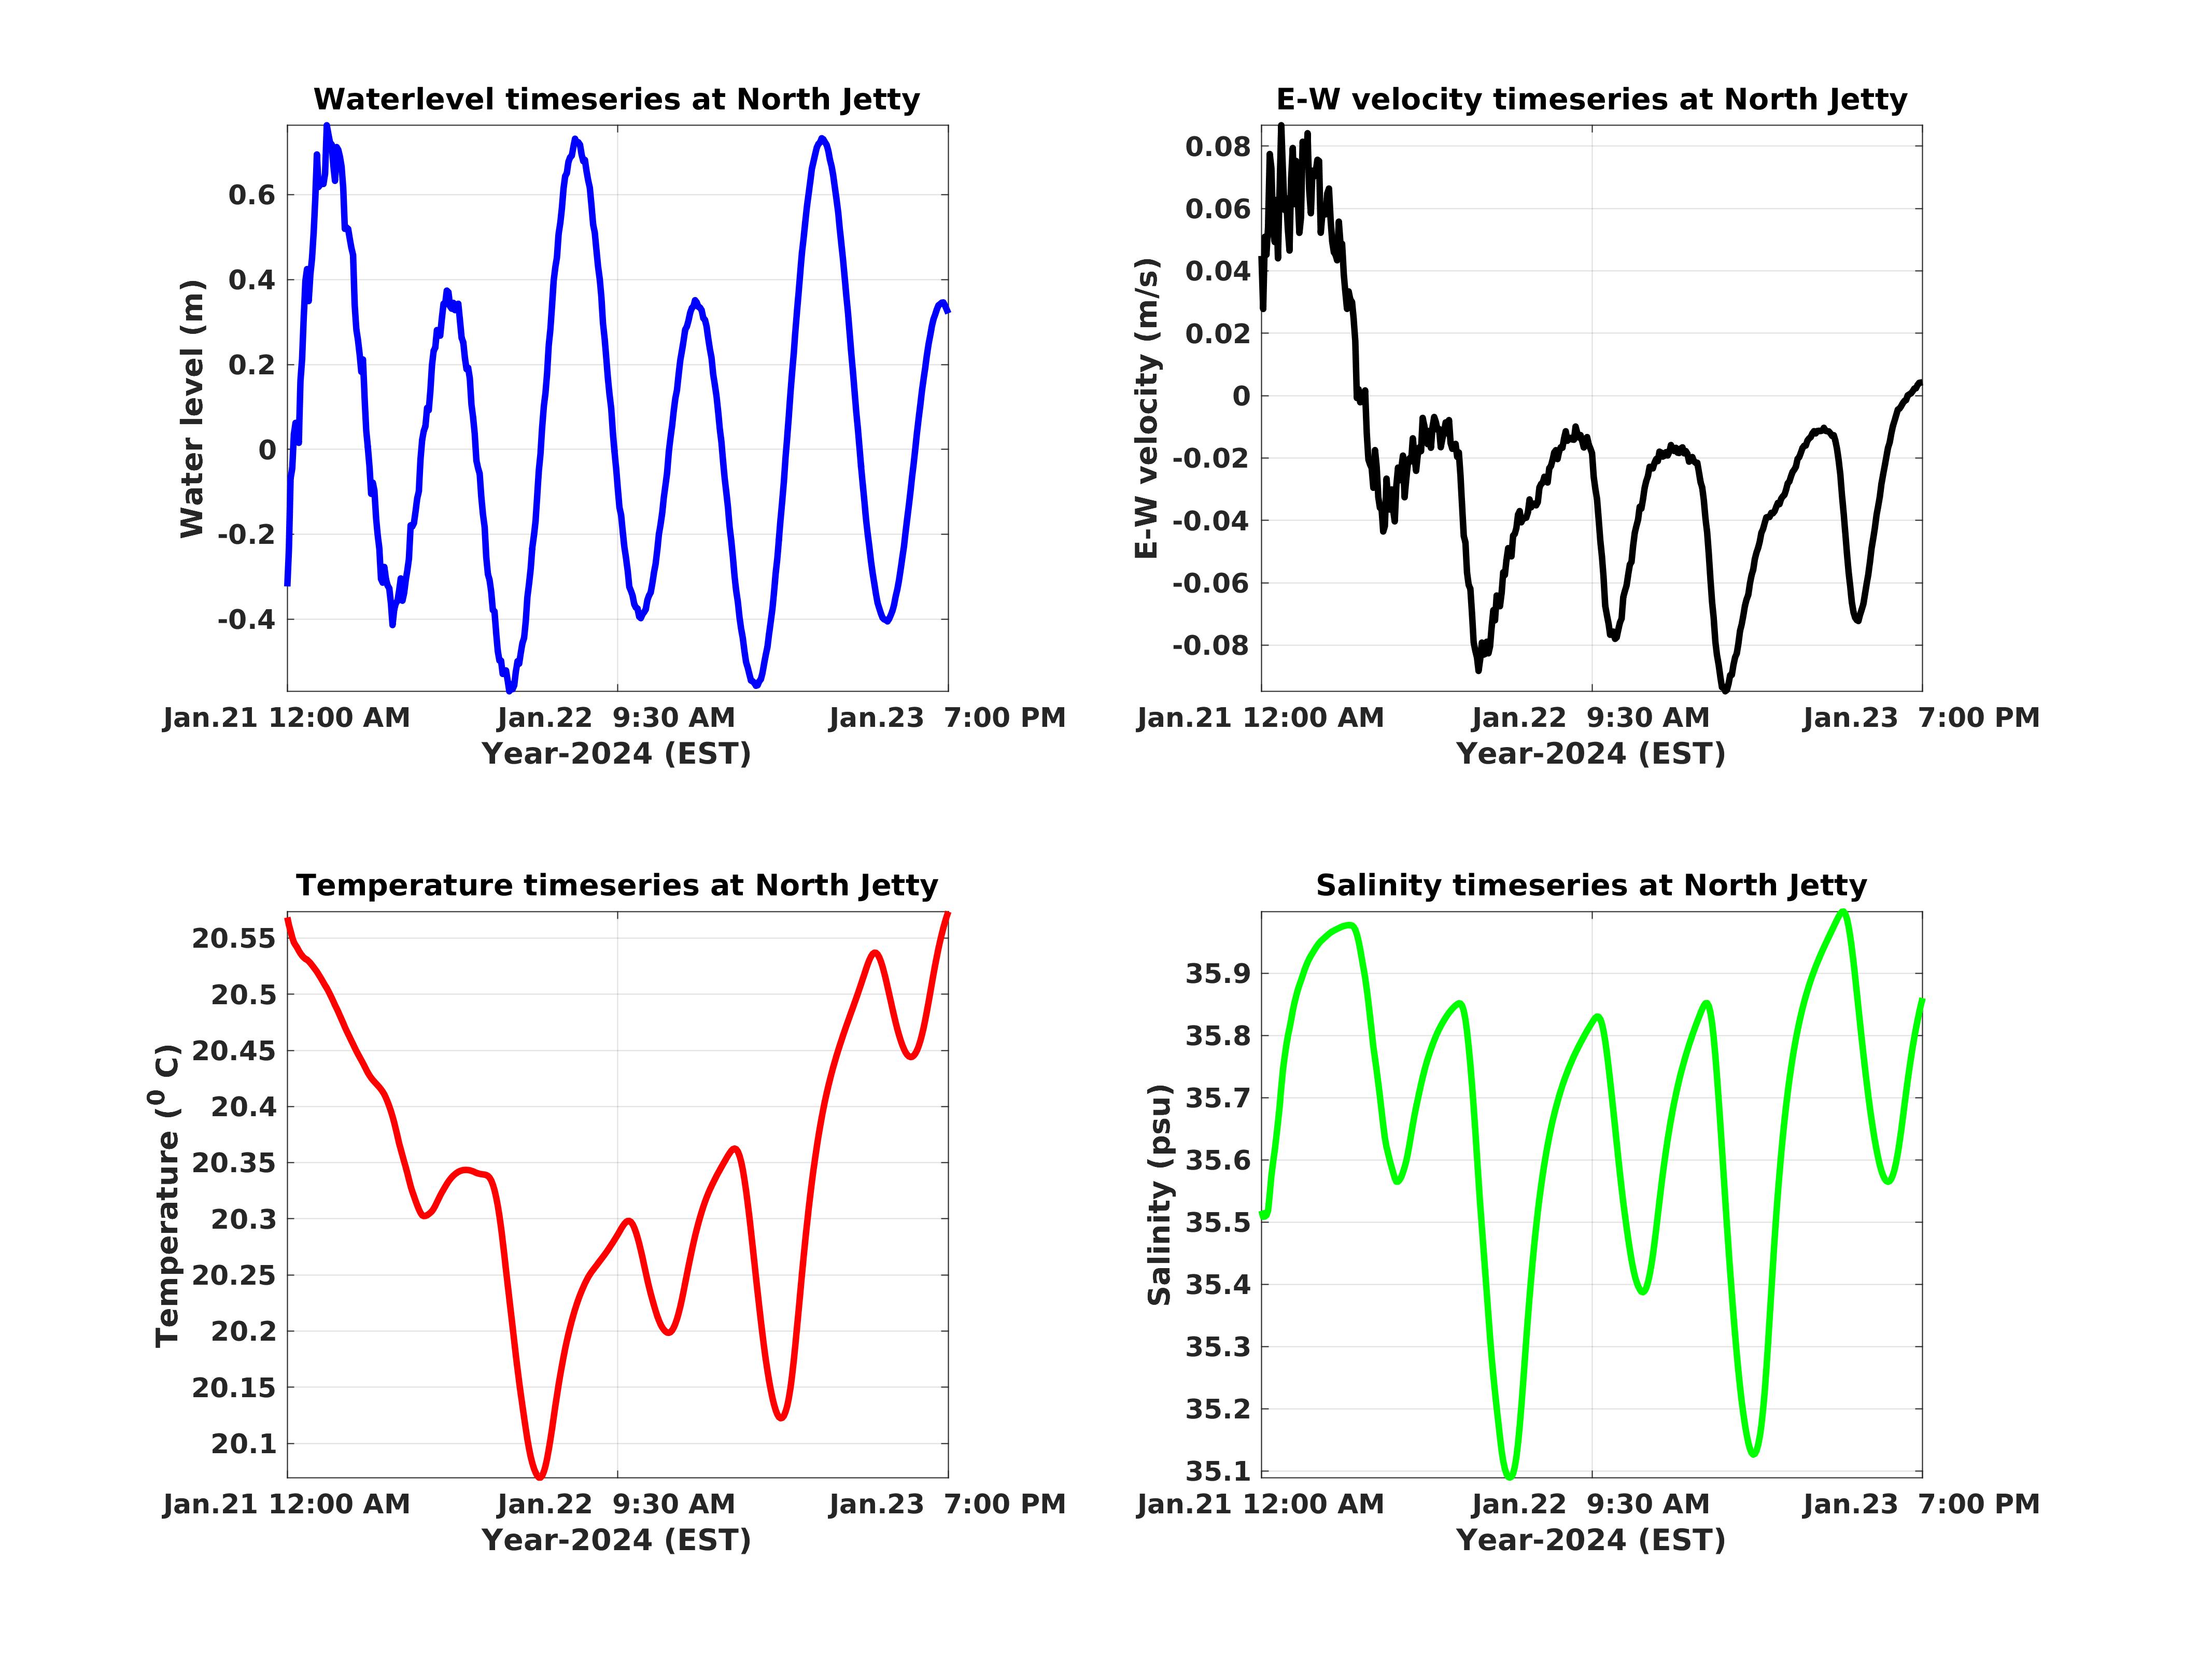 Waterlevel timeseries at North Jetty
Water level (m)
0.6
0.4
0.2
0
-0.2
-0.4
Jan.21 12:00 AM
Jan.22 9:30 AM
Jan.23 7:00 PM
Year-2024 (EST)
E-W velocity timeseries at North Jetty
E-W velocity (m/s)
0.08
0.06
0.04
0.02
0
-0.02
-0.04
-0.06
-0.08
Jan.21 12:00 AM
Jan.22 9:30 AM
Jan.23 7:00 PM
Year-2024 (EST)
Temperature timeseries at North Jetty
Temperature (⁰ C)
20.55
20.5
20.45
20.4
20.35
20.3
20.25
20.2
20.15
20.1
Jan.21 12:00 AM
Jan.22 9:30 AM
Jan.23 7:00 PM
Year-2024 (EST)
Salinity timeseries at North Jetty
Salinity (psu)
35.9
35.8
35.7
35.6
35.5
35.4
35.3
35.2
35.1
Jan.21 12:00 AM
Jan.22 9:30 AM
Jan.23 7:00 PM
Year-2024 (EST)